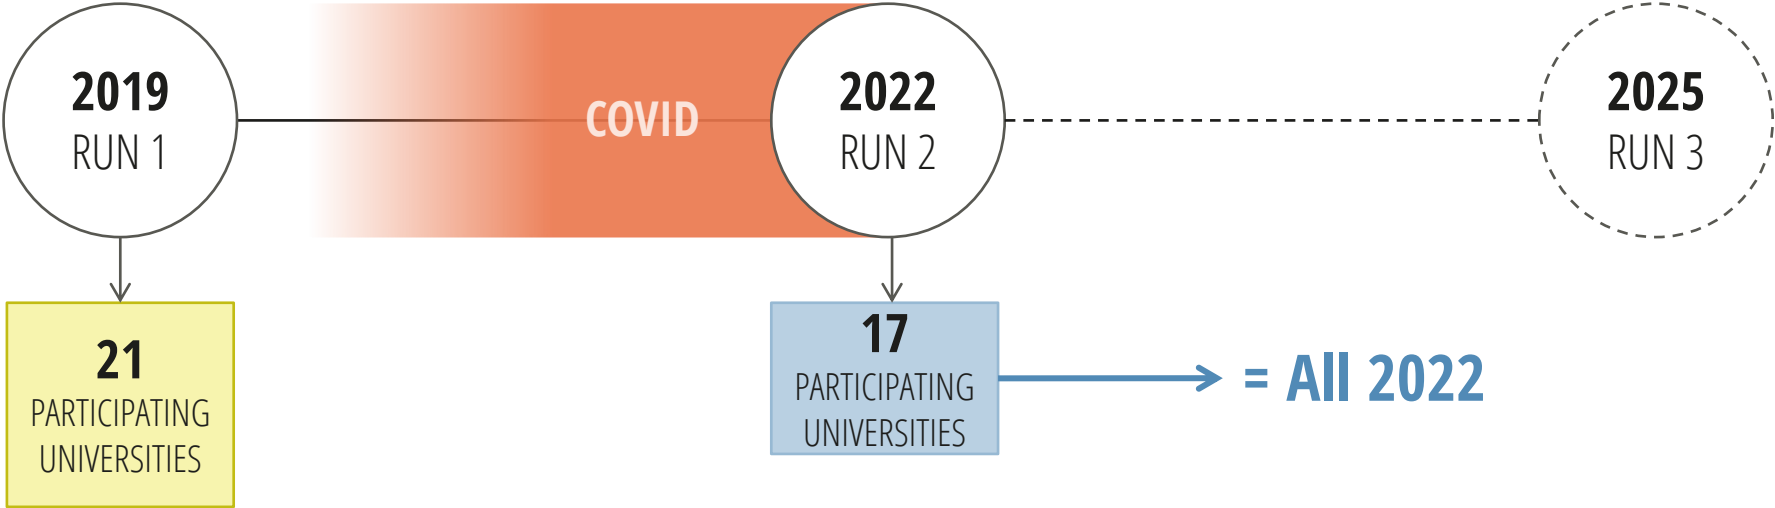 2019
RUN 1
COVID
2022
RUN 2
2025
RUN 3
21
PARTICIPATING
UNIVERSITIES
17
PARTICIPATING
UNIVERSITIES
= All 2022